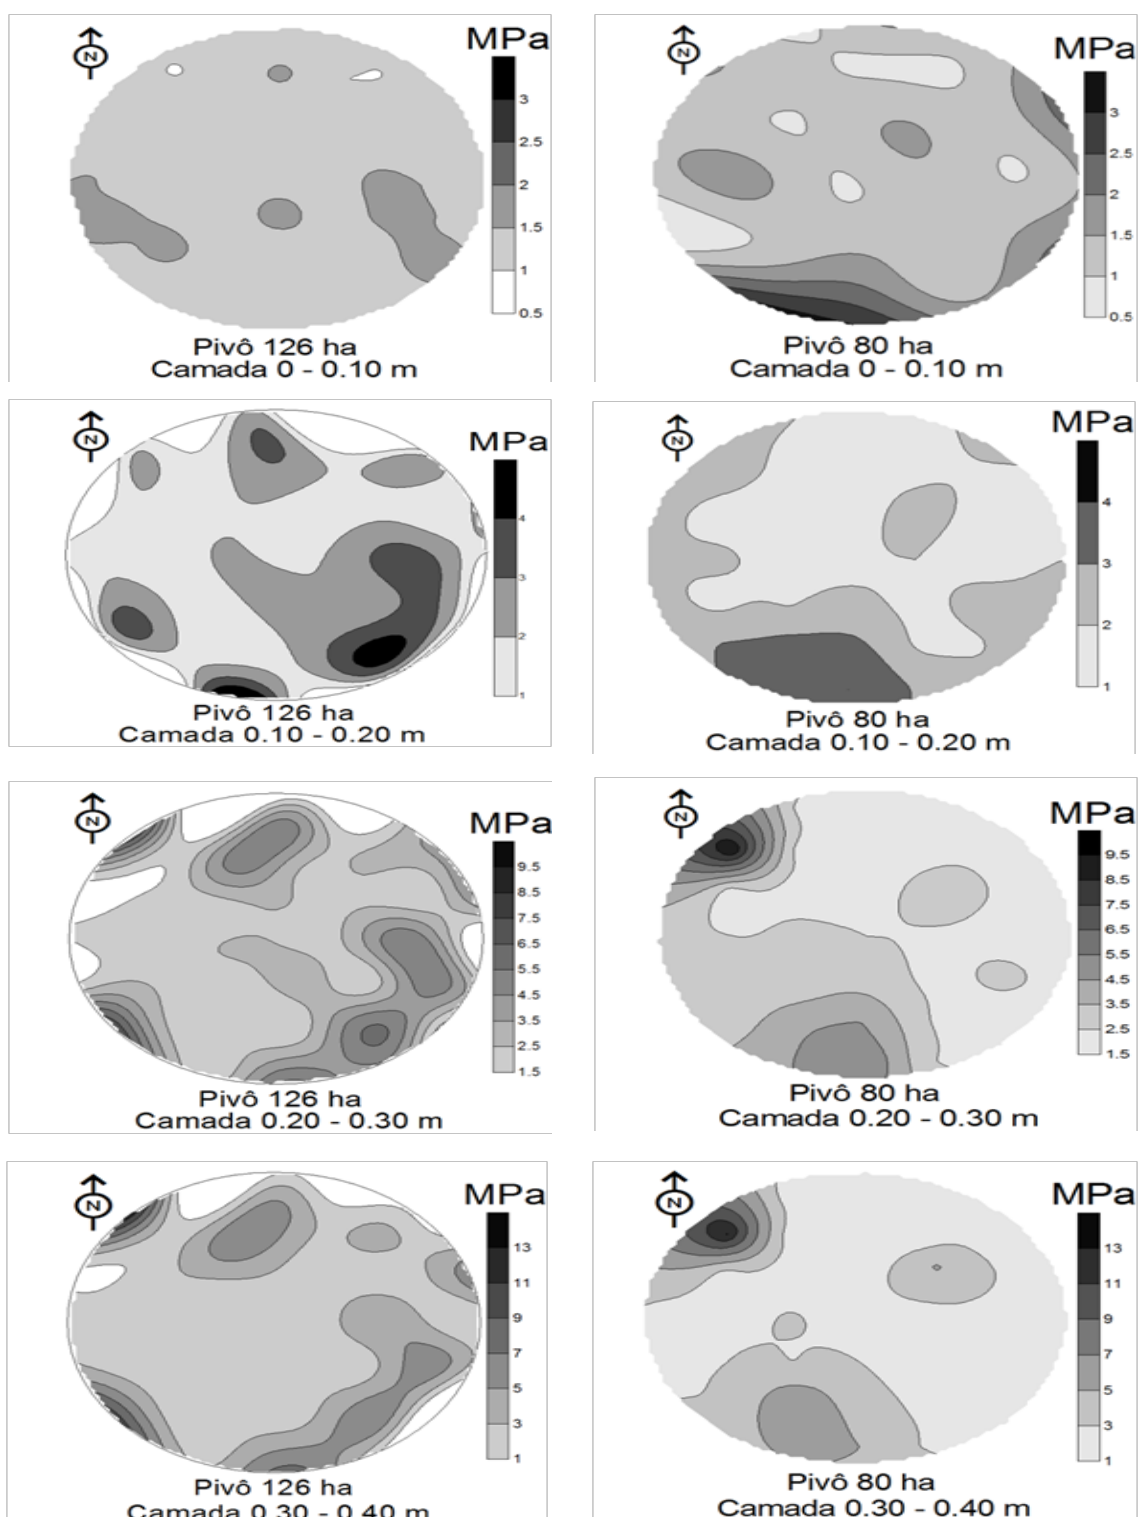 N
MPa
3
2.5
2
1.5
1
0.5
Pivô 126 ha
Camada 0 - 0.10 m
N
MPa
3
2.5
2
1.5
1
0.5
Pivô 80 ha
Camada 0 - 0.10 m
N
MPa
4
3
2
1
Pivô 126 ha
Camada 0.10 - 0.20 m
N
MPa
4
3
2
1
Pivô 80 ha
Camada 0.10 - 0.20 m
N
MPa
9.5
8.5
7.5
6.5
5.5
4.5
3.5
2.5
1.5
Pivô 126 ha
Camada 0.20 - 0.30 m
N
MPa
9.5
8.5
7.5
6.5
5.5
4.5
3.5
2.5
1.5
Pivô 80 ha
Camada 0.20 - 0.30 m
N
MPa
13
11
9
7
5
3
1
Pivô 126 ha
Camada 0.30 - 0.40 m
N
MPa
13
11
9
7
5
3
1
Pivô 80 ha
Camada 0.30 - 0.40 m